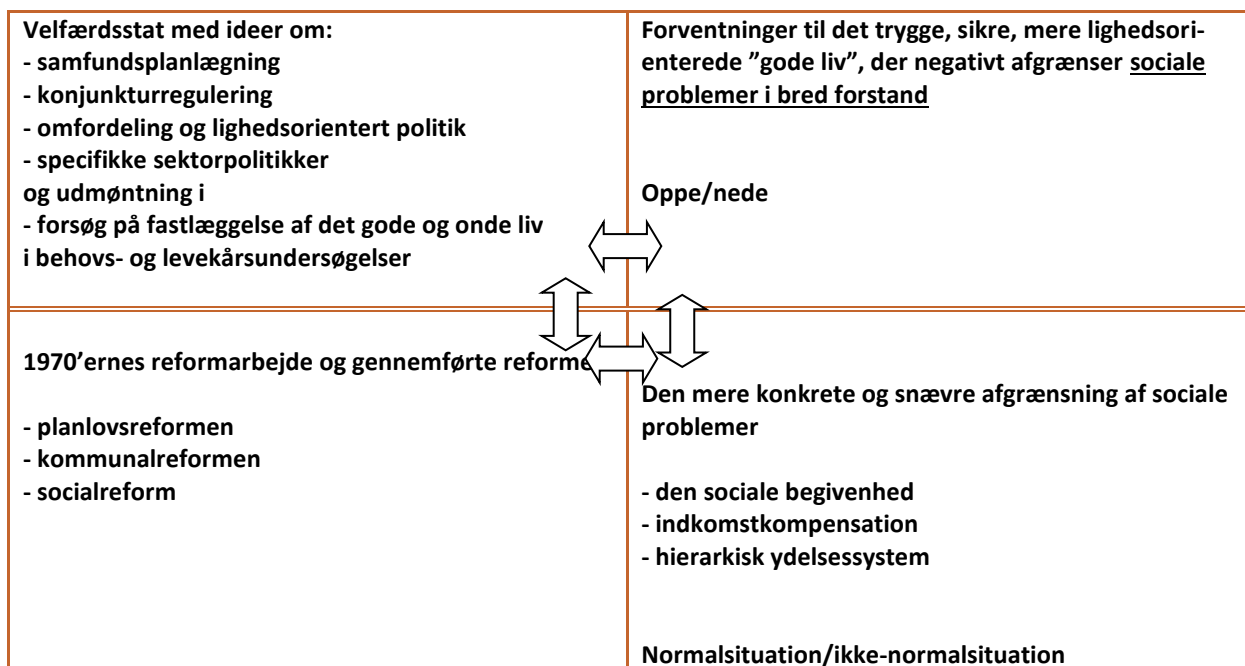 Velfærdsstat med ideer om:
- samfundsplanlægning
- konjunkturregulering
- omfordeling og lighedsorientert politik
- specifikke sektorpolitikker
og udmøntning i
- forsøg på fastlæggelse af det gode og onde liv
i behovs- og levekårsundersøgelser
Forventninger til det trygge, sikre, mere lighedsori-
enterede ”gode liv”, der negativt afgrænser sociale
problemer i bred forstand
Oppe/nede
1970’ernes reformarbejde og gennemførte reforme
- planlovsreformen
- kommunalreformen
- socialreform
Den mere konkrete og snævre afgrænsning af sociale
problemer
- den sociale begivenhed
- indkomstkompensation
- hierarkisk ydelsessystem
Normalsituation/ikke-normalsituation